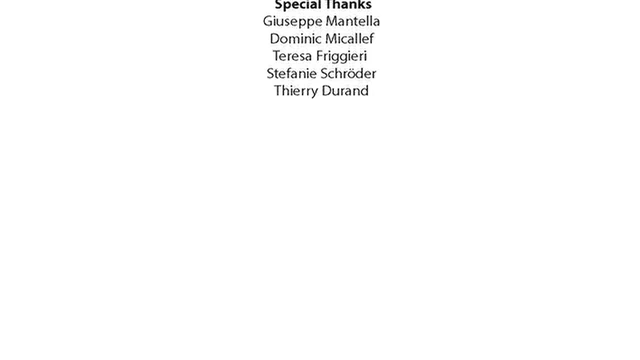 Special Thanks
Giuseppe Mantella
Dominic Micallef
Teresa Friggieri
Stefanie Schröder
Thierry Durand